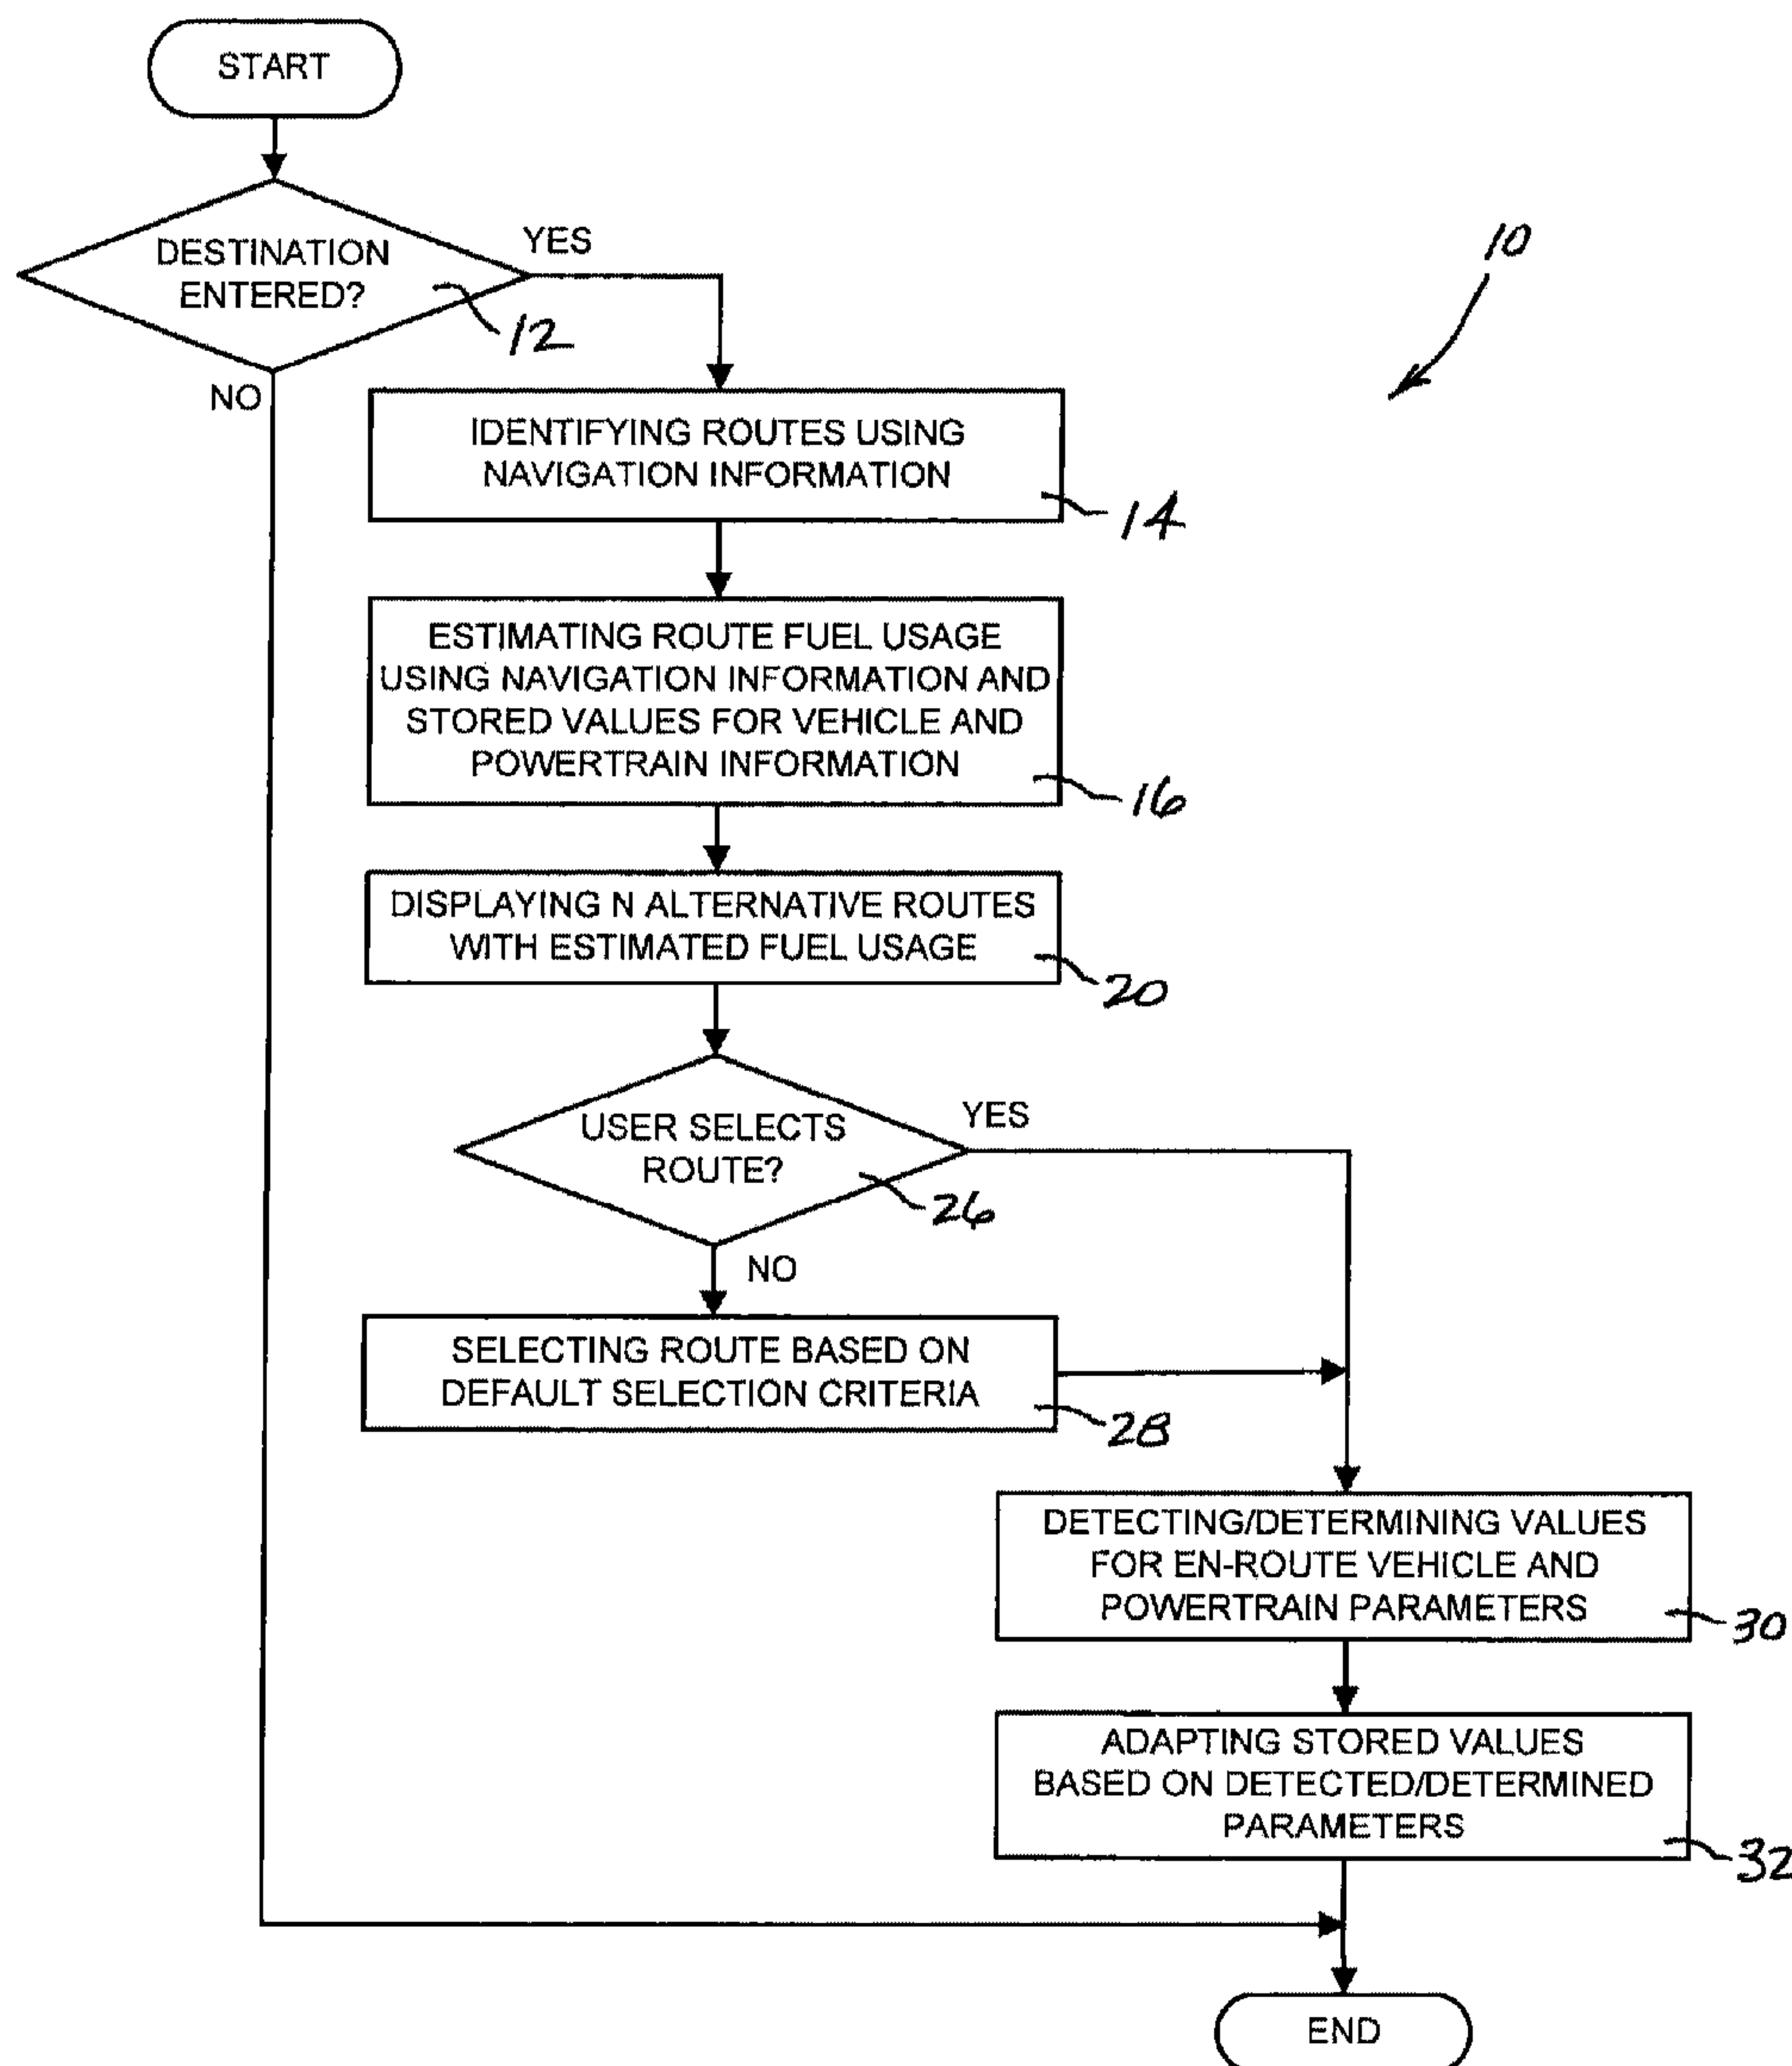 START
DESTINATION
ENTERED?
YES
12
NO
10
IDENTIFYING ROUTES USING
NAVIGATION INFORMATION
14
ESTIMATING ROUTE FUEL USAGE
USING NAVIGATION INFORMATION AND
STORED VALUES FOR VEHICLE AND
POWERTRAIN INFORMATION
16
DISPLAYING N ALTERNATIVE ROUTES
WITH ESTIMATED FUEL USAGE
20
USER SELECTS
ROUTE?
YES
26
NO
SELECTING ROUTE BASED ON
DEFAULT SELECTION CRITERIA
28
DETECTING/DETERMINING VALUES
FOR EN-ROUTE VEHICLE AND
POWERTRAIN PARAMETERS
30
ADAPTING STORED VALUES
BASED ON DETECTED/DETERMINED
PARAMETERS
32
END